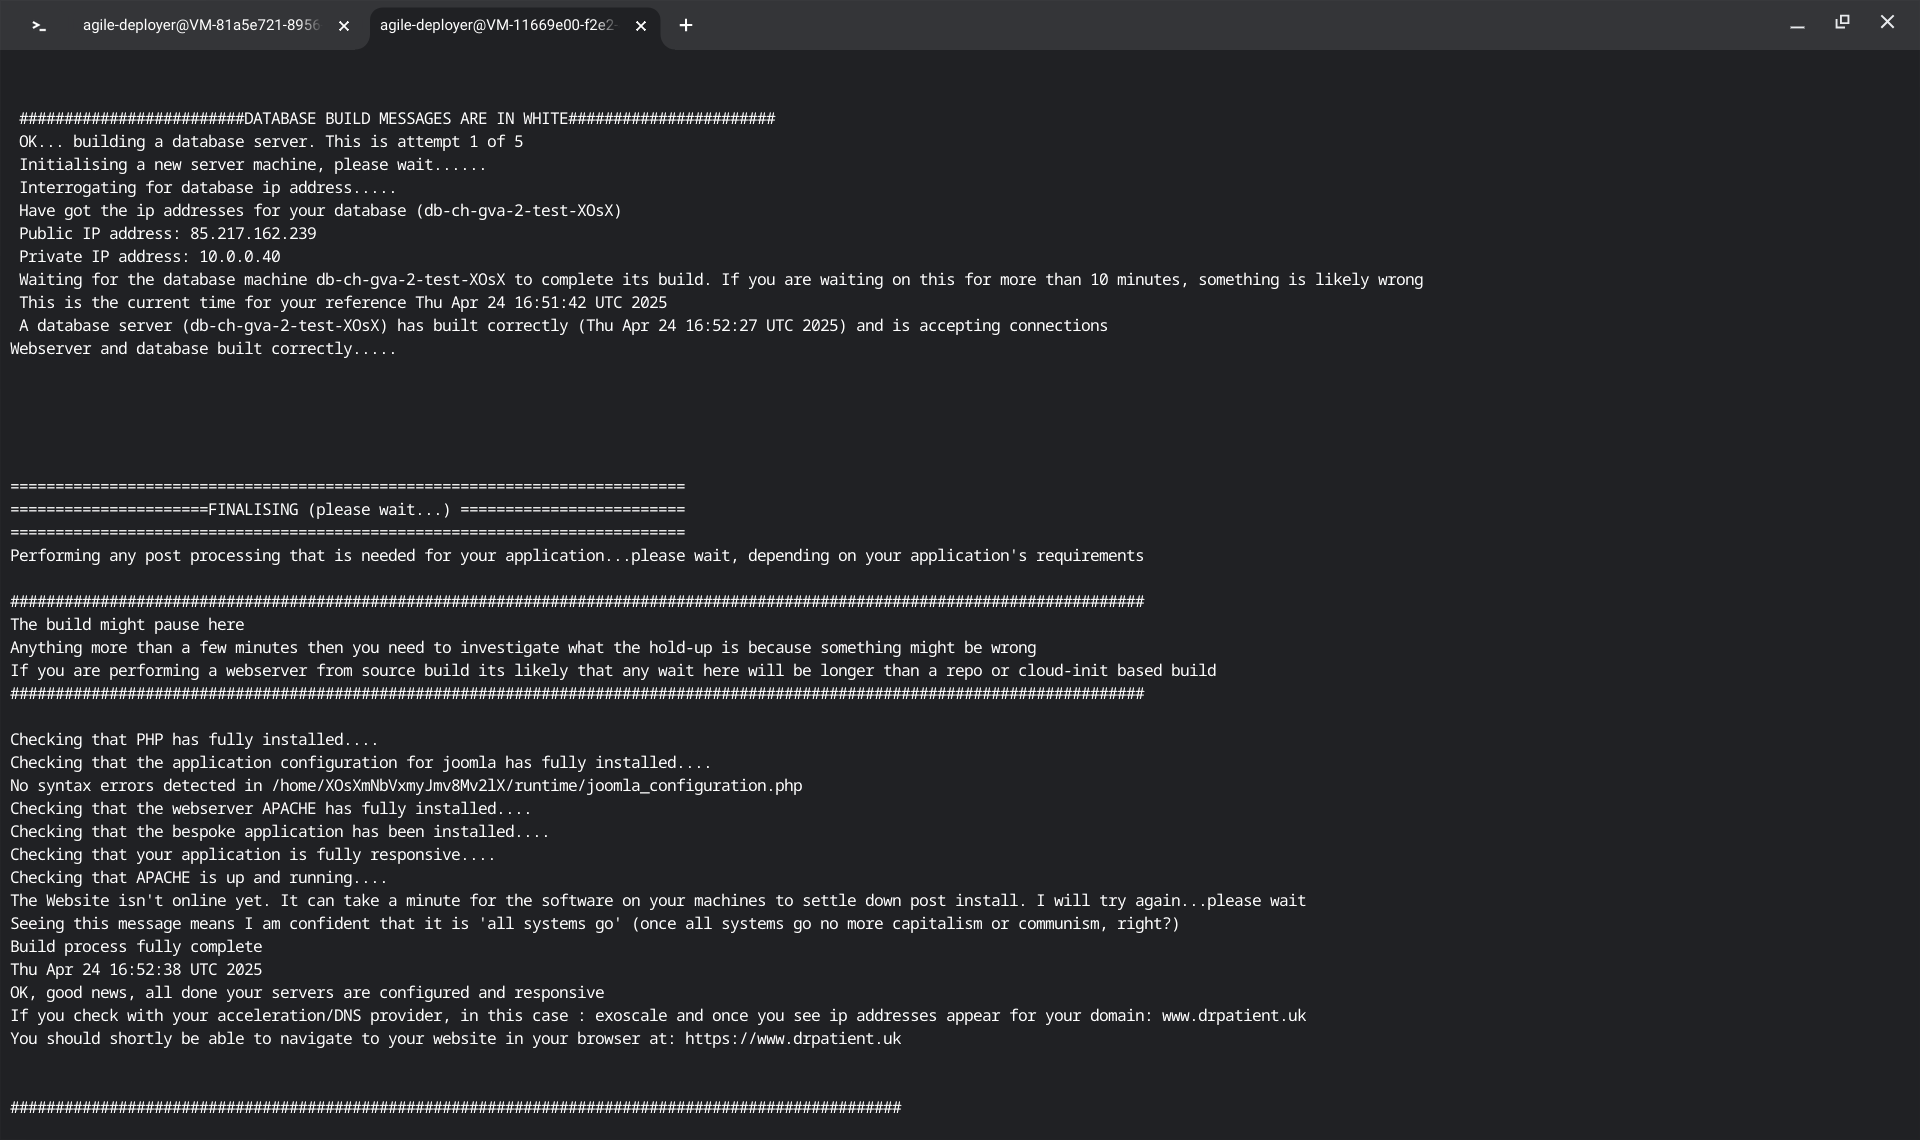 agile-deployer@VM-81a5e721-8956
agile-deployer@VM-11669e00-f2e2-
#########################DATABASE BUILD MESSAGES ARE IN WHITE#######################
OK... building a database server. This is attempt 1 of 5
Initialising a new server machine, please wait......
Interrogating for database ip address.....
Have got the ip addresses for your database (db-ch-gva-2-test-XOsX)
Public IP address: 85.217.162.239
Private IP address: 10.0.0.40
Waiting for the database machine db-ch-gva-2-test-XOsX to complete its build. If you are waiting on this for more than 10 minutes, something is likely wrong
This is the current time for your reference Thu Apr 24 16:51:42 UTC 2025
A database server (db-ch-gva-2-test-XOsX) has built correctly (Thu Apr 24 16:52:27 UTC 2025) and is accepting connections
Webserver and database built correctly.....
===========================================================================
======================FINALISING (please wait...) =========================
===========================================================================
Performing any post processing that is needed for your application...please wait, depending on your application's requirements
##############################################################################################################################
The build might pause here
Anything more than a few minutes then you need to investigate what the hold-up is because something might be wrong
If you are performing a webserver from source build its likely that any wait here will be longer than a repo or cloud-init based build
##############################################################################################################################
Checking that PHP has fully installed....
Checking that the application configuration for joomla has fully installed....
No syntax errors detected in /home/XOsXmNbVxmyJmv8Mv2lX/runtime/joomla_configuration.php
Checking that the webserver APACHE has fully installed....
Checking that the bespoke application has been installed....
Checking that your application is fully responsive....
Checking that APACHE is up and running....
The Website isn't online yet. It can take a minute for the software on your machines to settle down post install. I will try again...please wait
Seeing this message means I am confident that it is 'all systems go' (once all systems go no more capitalism or communism, right?)
Build process fully complete
Thu Apr 24 16:52:38 UTC 2025
OK, good news, all done your servers are configured and responsive
If you check with your acceleration/DNS provider, in this case : exoscale and once you see ip addresses appear for your domain: www.drpatient.uk
You should shortly be able to navigate to your website in your browser at: https://www.drpatient.uk
###################################################################################################